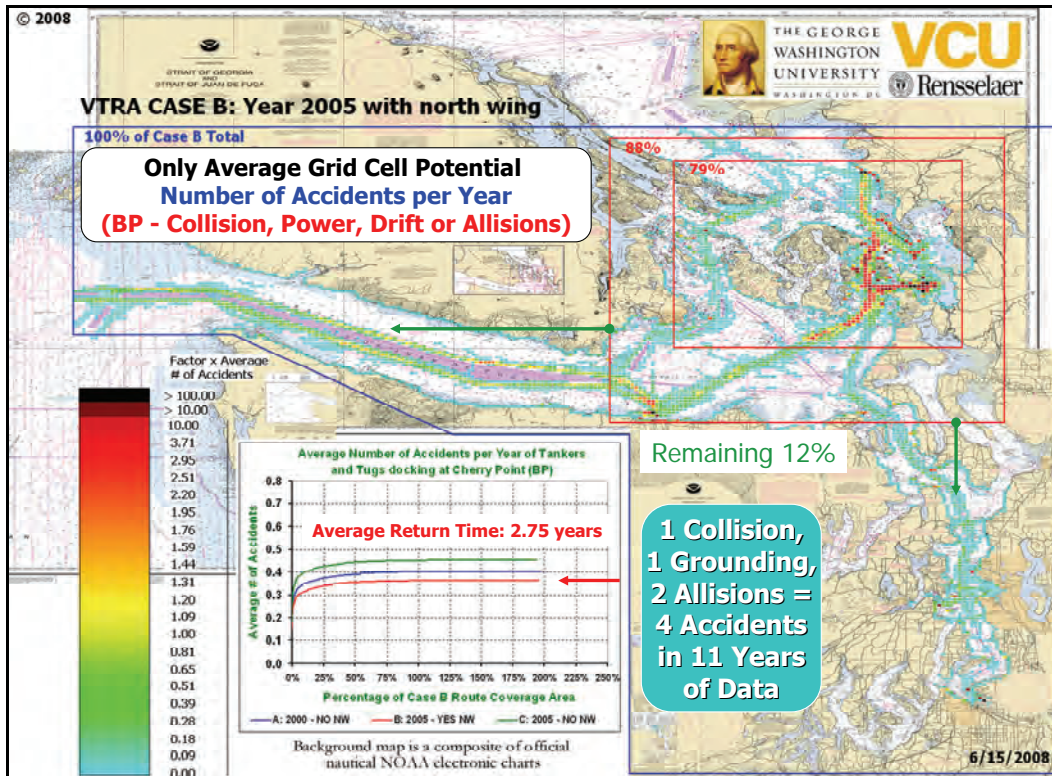 © 2008
STRAIT OF GEORGIA
AND
STRAIT OF JUAN DE FUCA
THE GEORGE
WASHINGTON
UNIVERSITY
WASHINGTON DC
VCU
Rensselaer
VTRA CASE B: Year 2005 with north wing
100% of Case B Total
88%
79%
Only Average Grid Cell Potential
Number of Accidents per Year
(BP - Collision, Power, Drift or Allisions)
Factor x Average
# of Accidents
> 100.00
> 10.00
10.00
3.71
2.95
2.51
2.20
1.95
1.76
1.59
1.44
1.31
1.20
1.09
1.00
0.81
0.65
0.51
0.39
0.28
0.18
0.09
0.00
Average Number of Accidents per Year of Tankers
and Tugs docking at Cherry Point (BP)
Average # of Accidents
0.8
0.7
0.6
0.5
0.4
0.3
0.2
0.1
0.0
Average Return Time: 2.75 years
0% 25% 50% 75% 100% 125% 150% 175% 200% 225% 250%
Percentage of Case B Route Coverage Area
A: 2000 - NO NW B: 2005 - YES NW C: 2005 - NO NW
Background map is a composite of official
nautical NOAA electronic charts
Remaining 12%
1 Collision,
1 Grounding,
2 Allisions =
4 Accidents
in 11 Years
of Data
6/15/2008